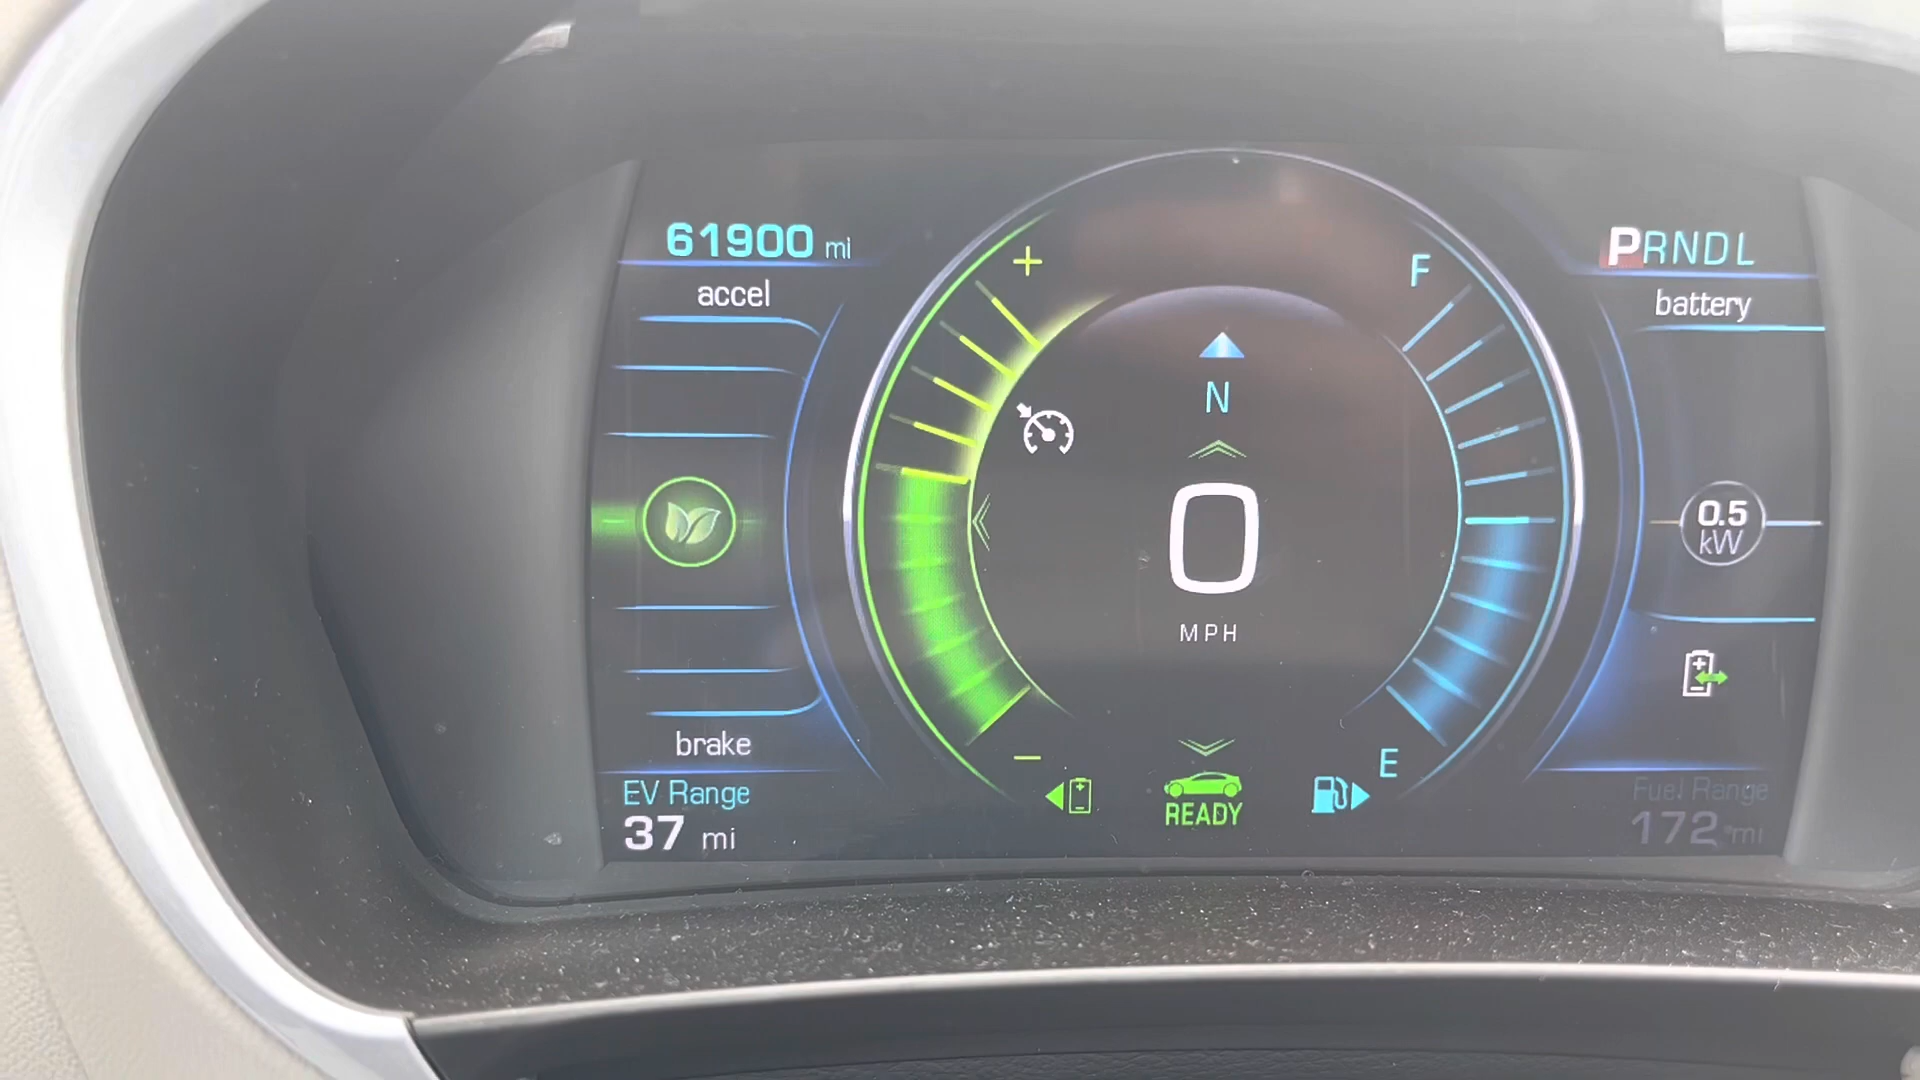 61900 mi
accel
brake
EV Range
37 mi
+
−
N
0
MPH
READY
F
E
PRNDL
battery
0.5
kW
Fuel Range
172 mi